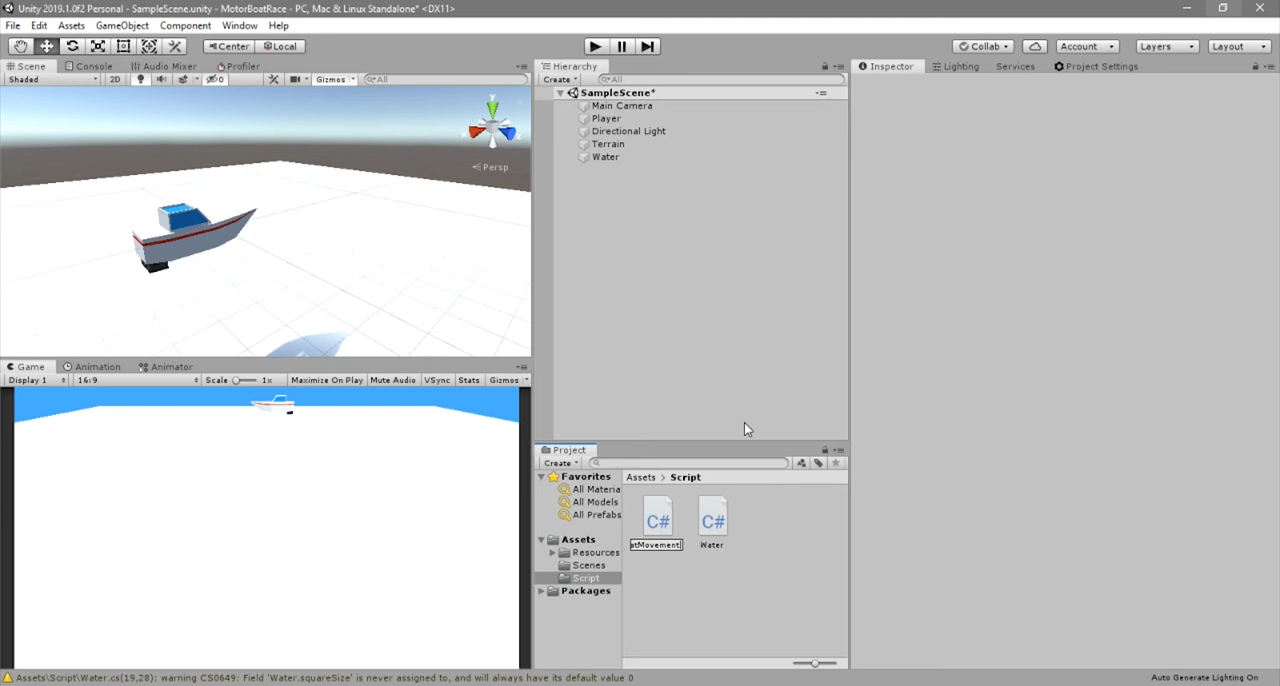 Unity 2019.1.0f2 Personal - SampleScene.unity - MotorBoatRace - PC, Mac & Linux Standalone* <DX11>
File Edit Assets GameObject Component Window Help
Center Local Collab Account Layers Layout
Scene Console Audio Mixer Profiler
Shaded 2D Gizmos All
y
Persp
Hierarchy
Create All
SampleScene*
Main Camera
Player
Directional Light
Terrain
Water
Inspector Lighting Services Project Settings
Game Animation Animator
Display 1 16:9 Scale 1x Maximize On Play Mute Audio VSync Stats Gizmos
Project
Create
Favorites
All Materia
All Models
All Prefabs
Assets
Resources
Scenes
Script
Packages
Assets > Script
C# C#
atMovement Water
Assets\Script\Water.cs(19,28): warning CS0649: Field 'Water.squareSize' is never assigned to, and will always have its default value 0
Auto Generate Lighting On